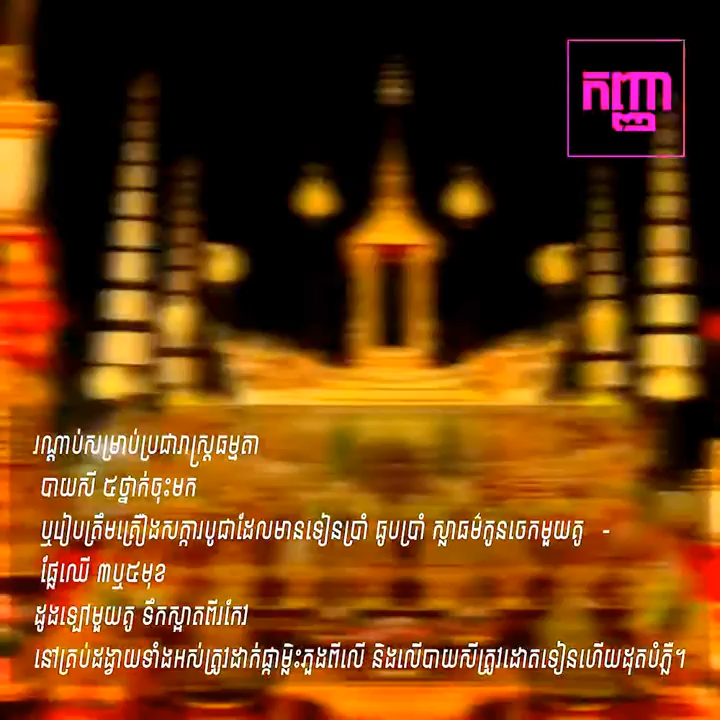 កញ្ញា
រណ្ដាប់សម្រាប់ប្រជារាស្ត្រធម្មតា
បាយសី ៥ថ្នាក់ចុះមក
ឬរៀបត្រឹមគ្រឿងសក្ការបូជាដែលមានទៀនប្រាំ ធូបប្រាំ ស្លាធម៌កូនចេកមួយគូ -
ផ្លែឈើ ៣ឬ៥មុខ
ដូងឡៅមួយគូ ទឹកស្អាតពីរកែវ
នៅគ្រប់ដង្វាយទាំងអស់ត្រូវដាក់ផ្កាម្លិះភួងពីលើ និងលើបាយសីត្រូវដោតទៀនហើយដុតបំភ្លឺ។